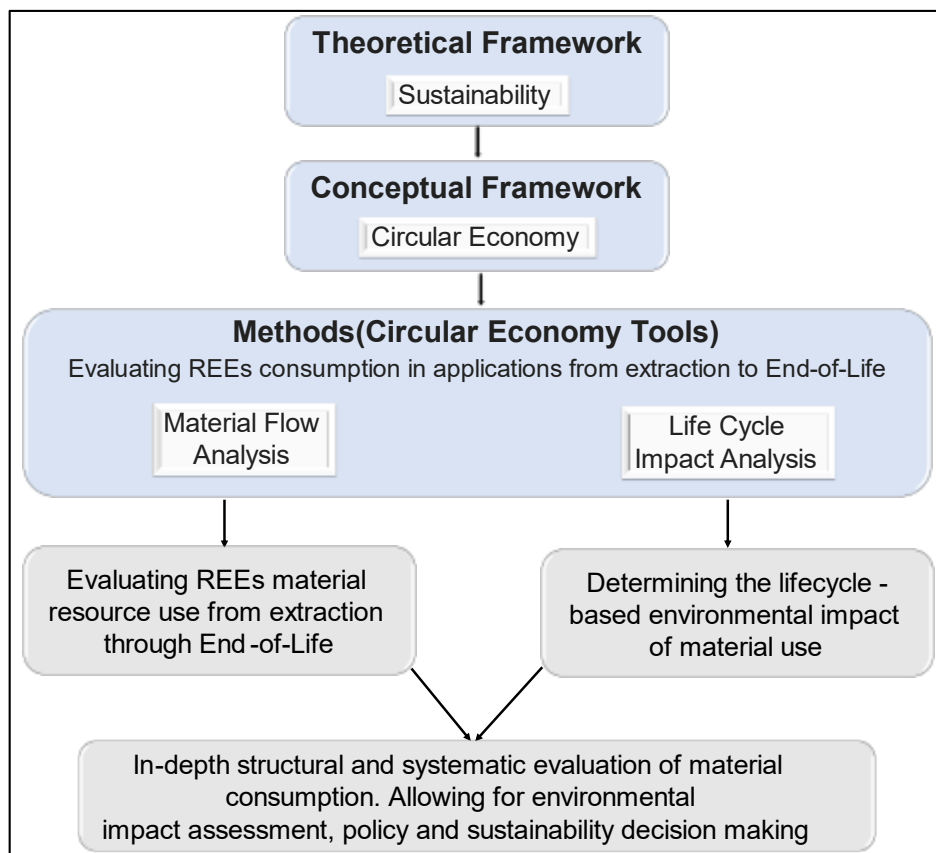 Theoretical Framework
Sustainability
Conceptual Framework
Circular Economy
Methods(Circular Economy Tools)
Evaluating REEs consumption in applications from extraction to End-of-Life
Material Flow
Analysis
Life Cycle
Impact Analysis
Evaluating REEs material
resource use from extraction
through End-of-Life
Determining the lifecycle -
based environmental impact
of material use
In-depth structural and systematic evaluation of material
consumption. Allowing for environmental
impact assessment, policy and sustainability decision making